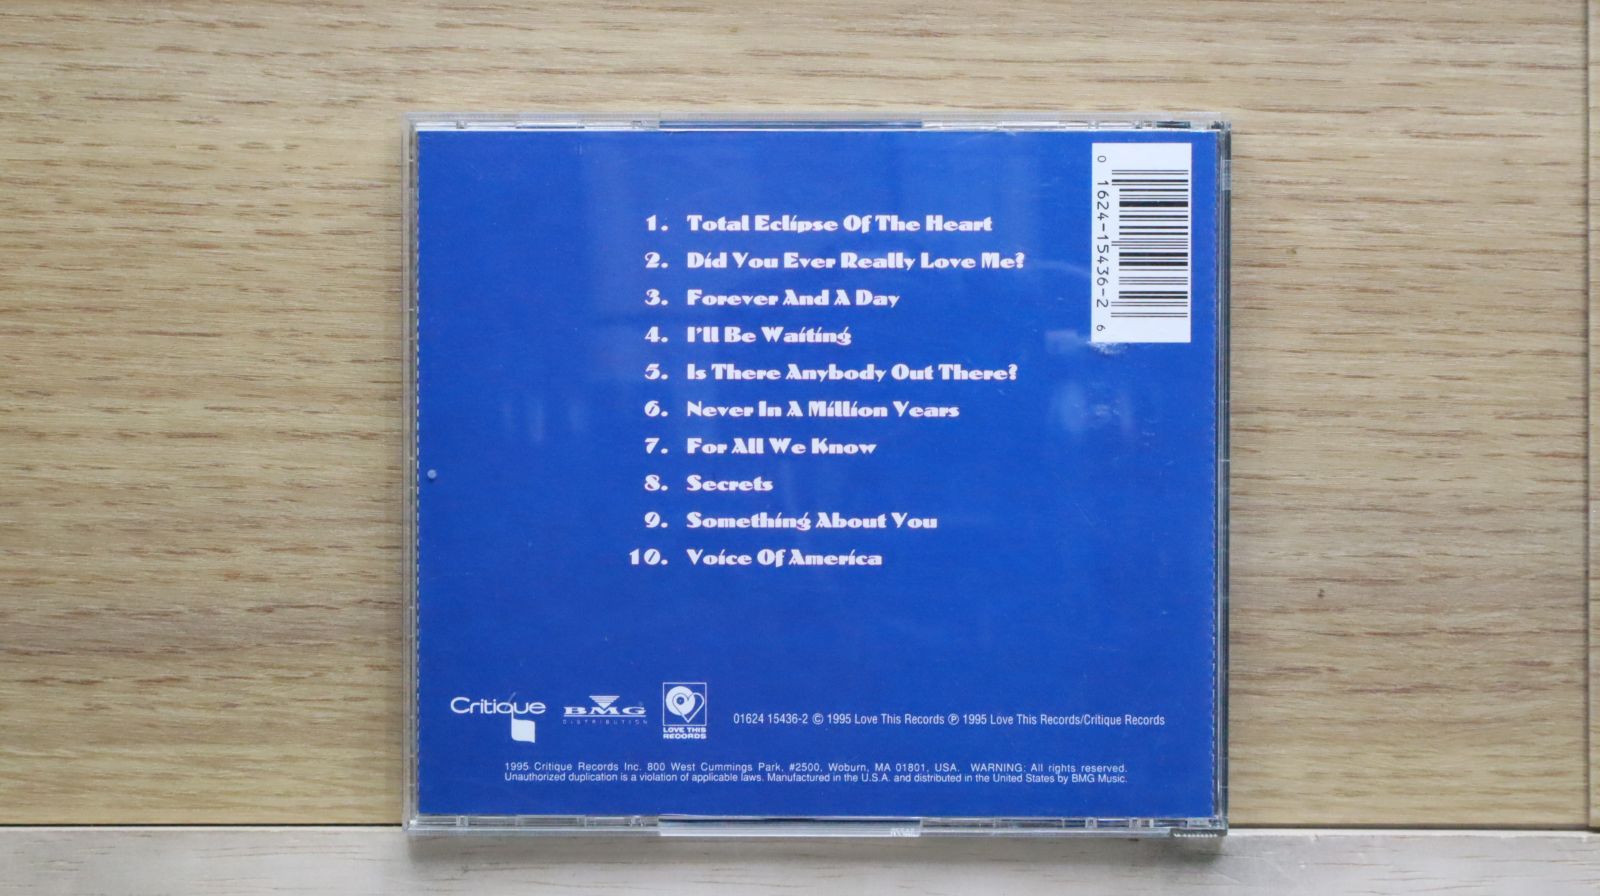 0 1624-15436-2 6
1. Total Eclipse Of The Heart
2. Did You Ever Really Love Me?
3. Forever And A Day
4. I'll Be Waiting
5. Is There Anybody Out There?
6. Never In A Million Years
7. For All We Know
8. Secrets
9. Something About You
10. Voice Of America
Critique
BMG
DISTRIBUTION
LOVE THIS
RECORDS
01624 15436-2 © 1995 Love This Records ℗ 1995 Love This Records/Critique Records
1995 Critique Records Inc. 800 West Cummings Park, #2500, Woburn, MA 01801, USA. WARNING: All rights reserved.
Unauthorized duplication is a violation of applicable laws. Manufactured in the U.S.A. and distributed in the United States by BMG Music.